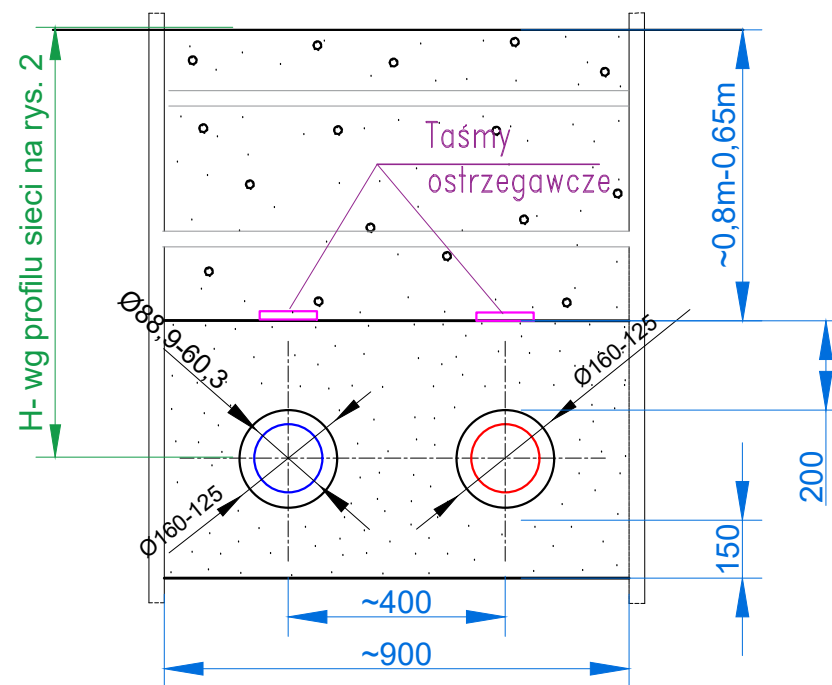 H- wg profilu sieci na rys. 2
Taśmy
ostrzegawcze
~0,8m-0,65m
Ø88,9-60,3
Ø160-125
Ø160-125
200
150
~400
~900